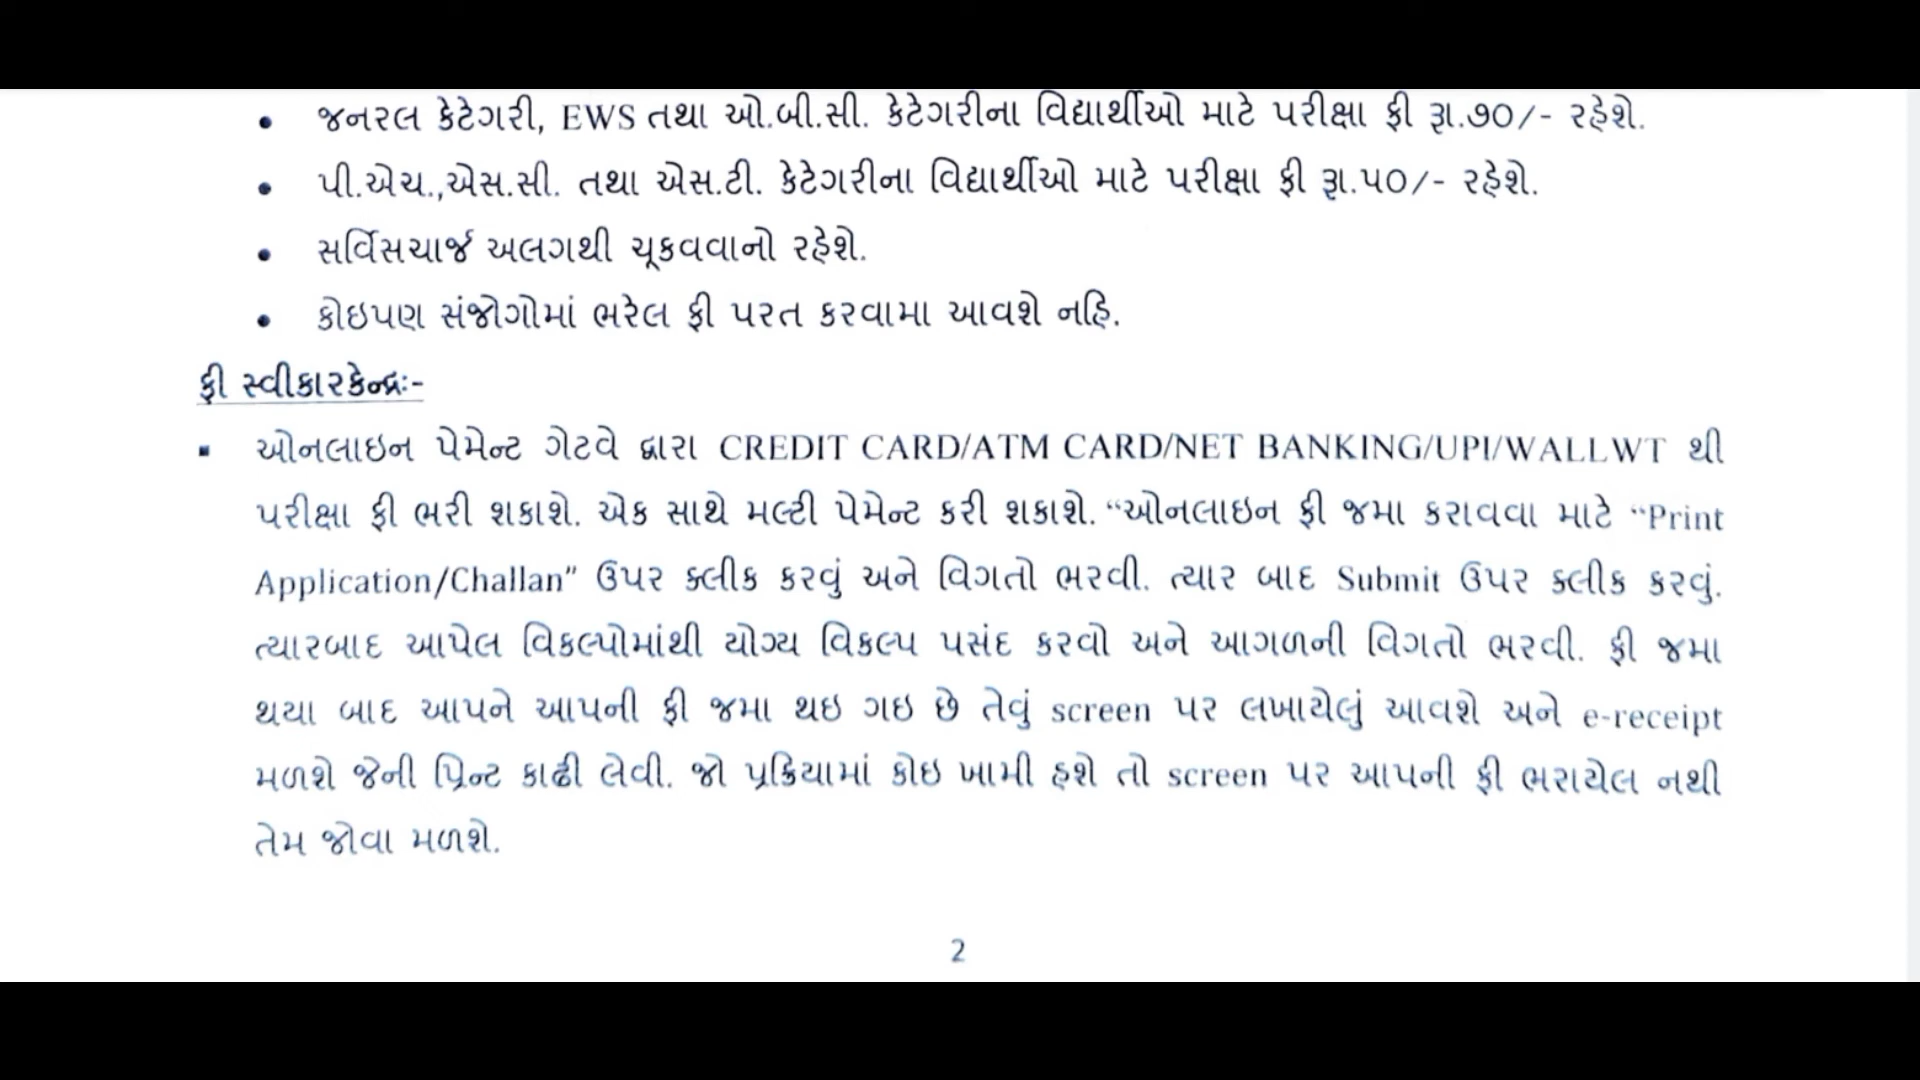 • જનરલ કેટેગરી, EWS તથા ઓ.બી.સી. કેટેગરીના વિદ્યાર્થીઓ માટે પરીક્ષા ફી રૂા.૭૦/- રહેશે.
• પી.એચ.,એસ.સી. તથા એસ.ટી. કેટેગરીના વિદ્યાર્થીઓ માટે પરીક્ષા ફી રૂા.૫૦/- રહેશે.
• સર્વિસચાર્જ અલગથી ચૂકવવાનો રહેશે.
• કોઇપણ સંજોગોમાં ભરેલ ફી પરત કરવામા આવશે નહિ.
ફી સ્વીકારકેન્દ્રઃ-
▪ ઓનલાઇન પેમેન્ટ ગેટવે દ્વારા CREDIT CARD/ATM CARD/NET BANKING/UPI/WALLWT થી
પરીક્ષા ફી ભરી શકાશે. એક સાથે મલ્ટી પેમેન્ટ કરી શકાશે. “ઓનલાઇન ફી જમા કરાવવા માટે “Print
Application/Challan” ઉપર ક્લીક કરવું અને વિગતો ભરવી. ત્યાર બાદ Submit ઉપર ક્લીક કરવું.
ત્યારબાદ આપેલ વિકલ્પોમાંથી યોગ્ય વિકલ્પ પસંદ કરવો અને આગળની વિગતો ભરવી. ફી જમા
થયા બાદ આપને આપની ફી જમા થઇ ગઇ છે તેવું screen પર લખાયેલું આવશે અને e-receipt
મળશે જેની પ્રિન્ટ કાઢી લેવી. જો પ્રક્રિયામાં કોઇ ખામી હશે તો screen પર આપની ફી ભરાયેલ નથી
તેમ જોવા મળશે.
2